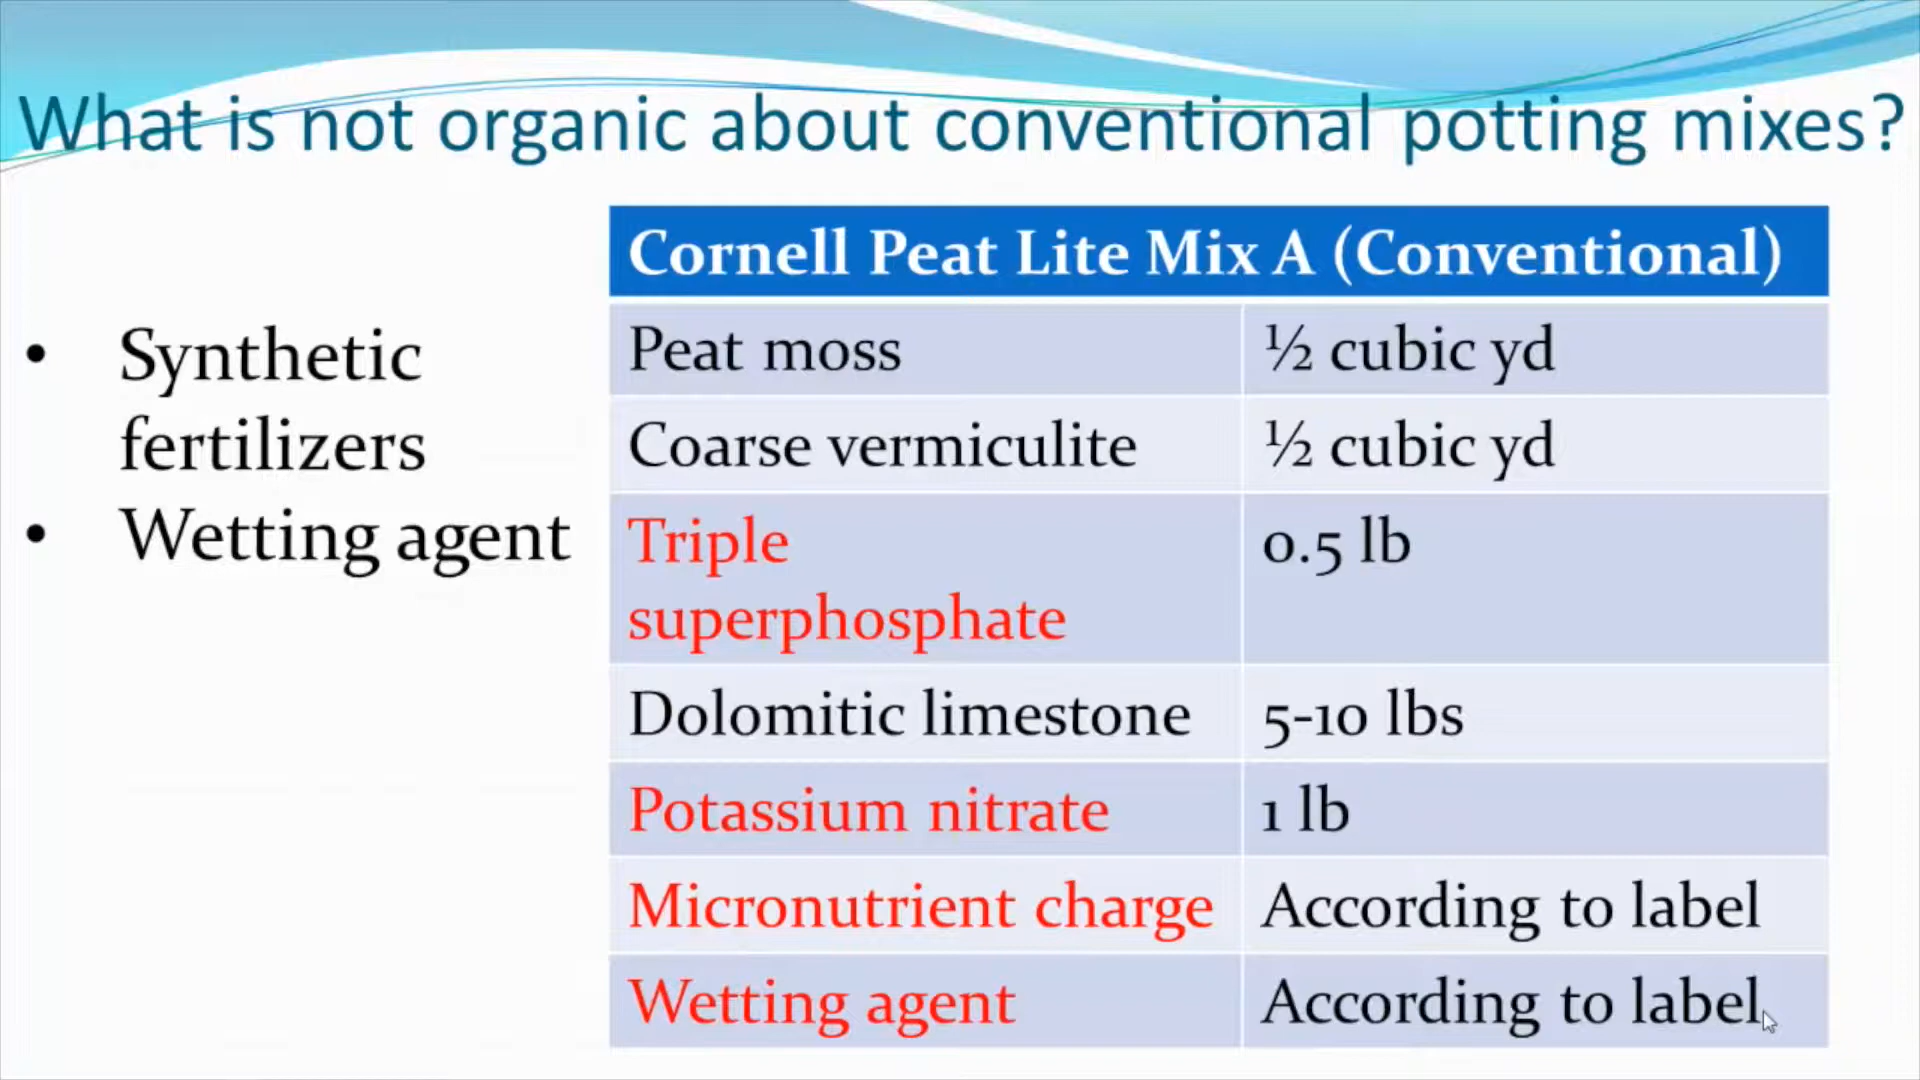 What is not organic about conventional potting mixes?
• Synthetic
fertilizers
• Wetting agent
Cornell Peat Lite Mix A (Conventional)
Peat moss ½ cubic yd
Coarse vermiculite ½ cubic yd
Triple 0.5 lb
superphosphate
Dolomitic limestone 5-10 lbs
Potassium nitrate 1 lb
Micronutrient charge According to label
Wetting agent According to label